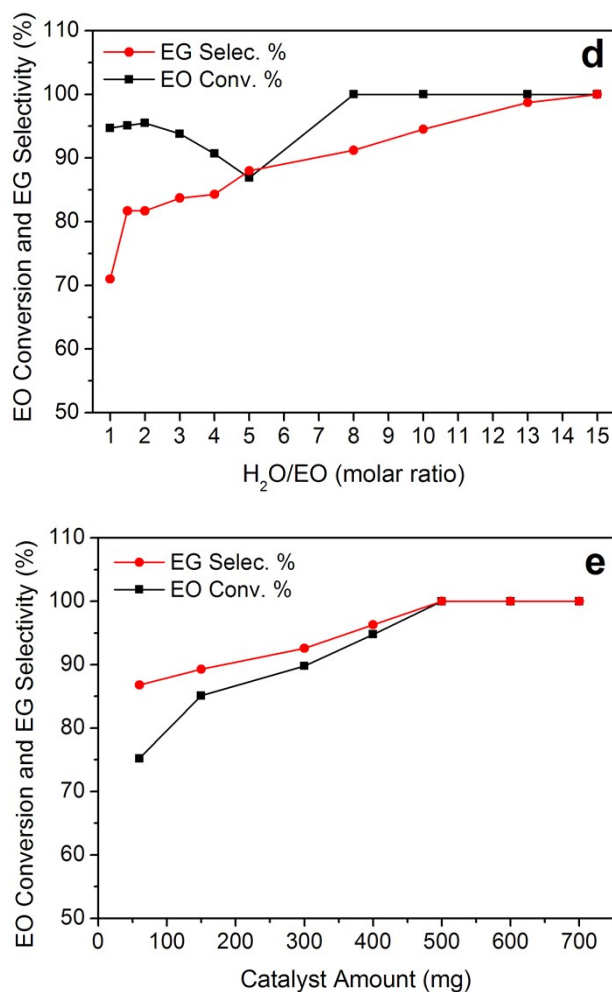 d
EG Selec. %
EO Conv. %
110
100
90
80
70
60
50
EO Conversion and EG Selectivity (%)
1 2 3 4 5 6 7 8 9 10 11 12 13 14 15
H₂O/EO (molar ratio)
e
EG Selec. %
EO Conv. %
110
100
90
80
70
60
50
EO Conversion and EG Selectivity (%)
0 100 200 300 400 500 600 700
Catalyst Amount (mg)